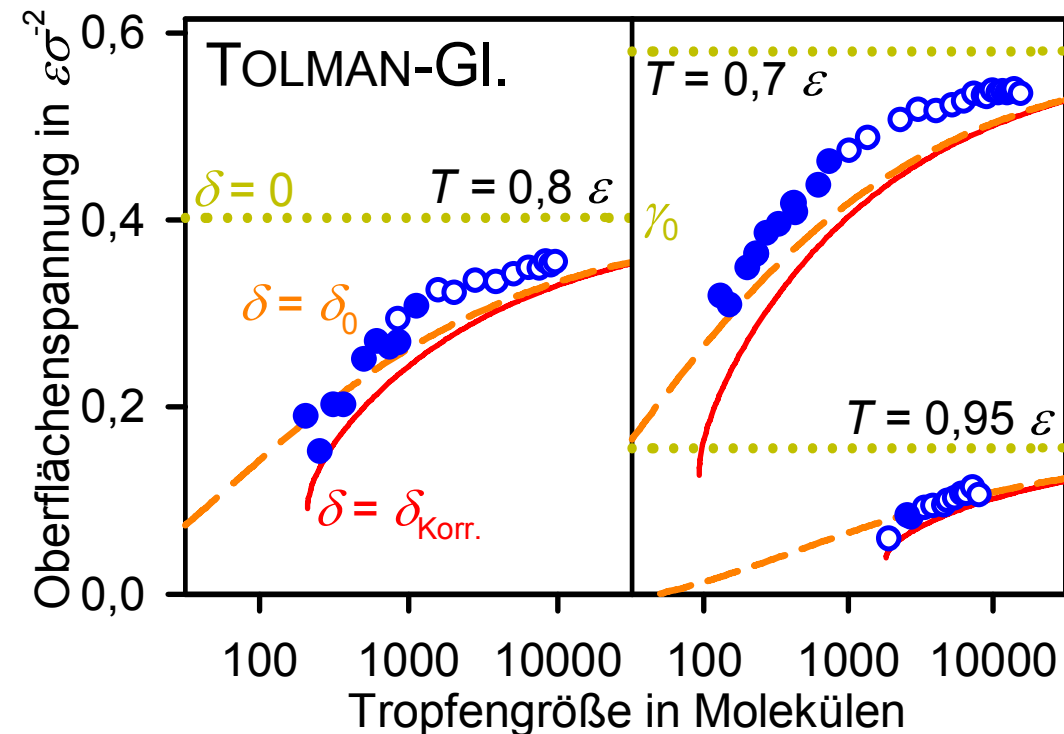 Oberflächenspannung in εσ⁻²
0,6
0,4
0,2
0,0
TOLMAN-Gl.
δ = 0
T = 0,8 ε
δ = δ₀
δ = δKorr.
T = 0,7 ε
γ₀
T = 0,95 ε
100 1000 10000 100 1000 10000
Tropfengröße in Molekülen